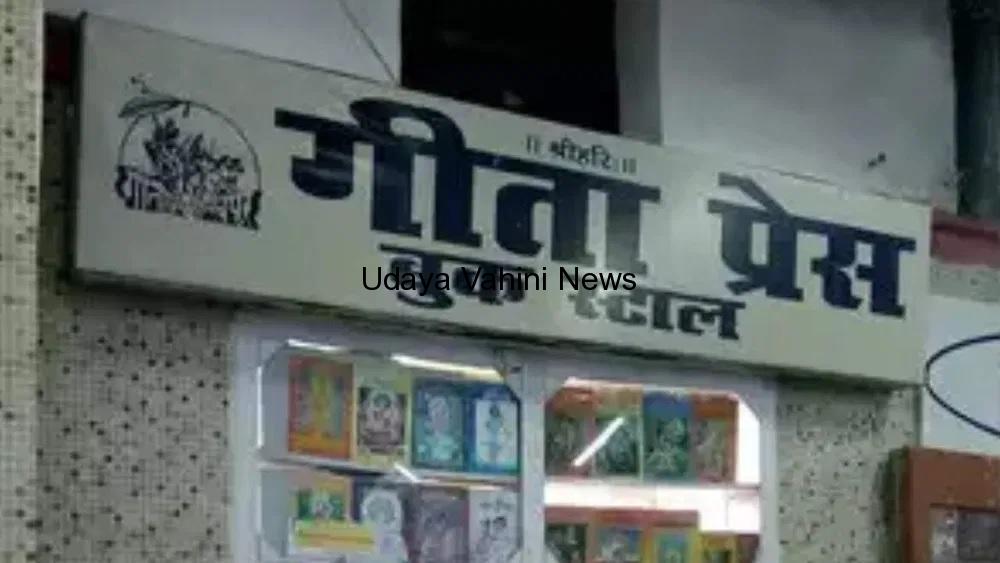 ।। श्रीहरिः ।।
गीता प्रेस
बुक स्टाल
Udaya Vahini News